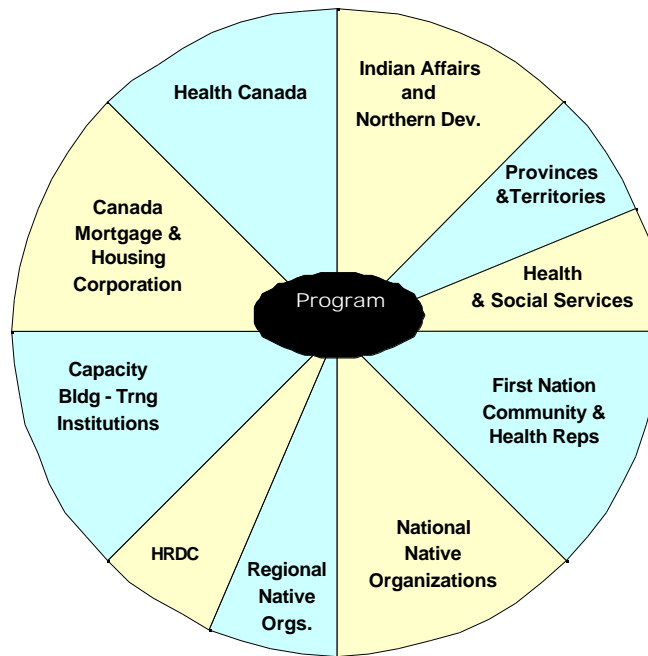 Health Canada
Indian Affairs
and
Northern Dev.
Provinces
&Territories
Health
& Social Services
First Nation
Community &
Health Reps
National
Native
Organizations
Regional
Native
Orgs.
HRDC
Capacity
Bldg - Trng
Institutions
Canada
Mortgage &
Housing
Corporation
Program